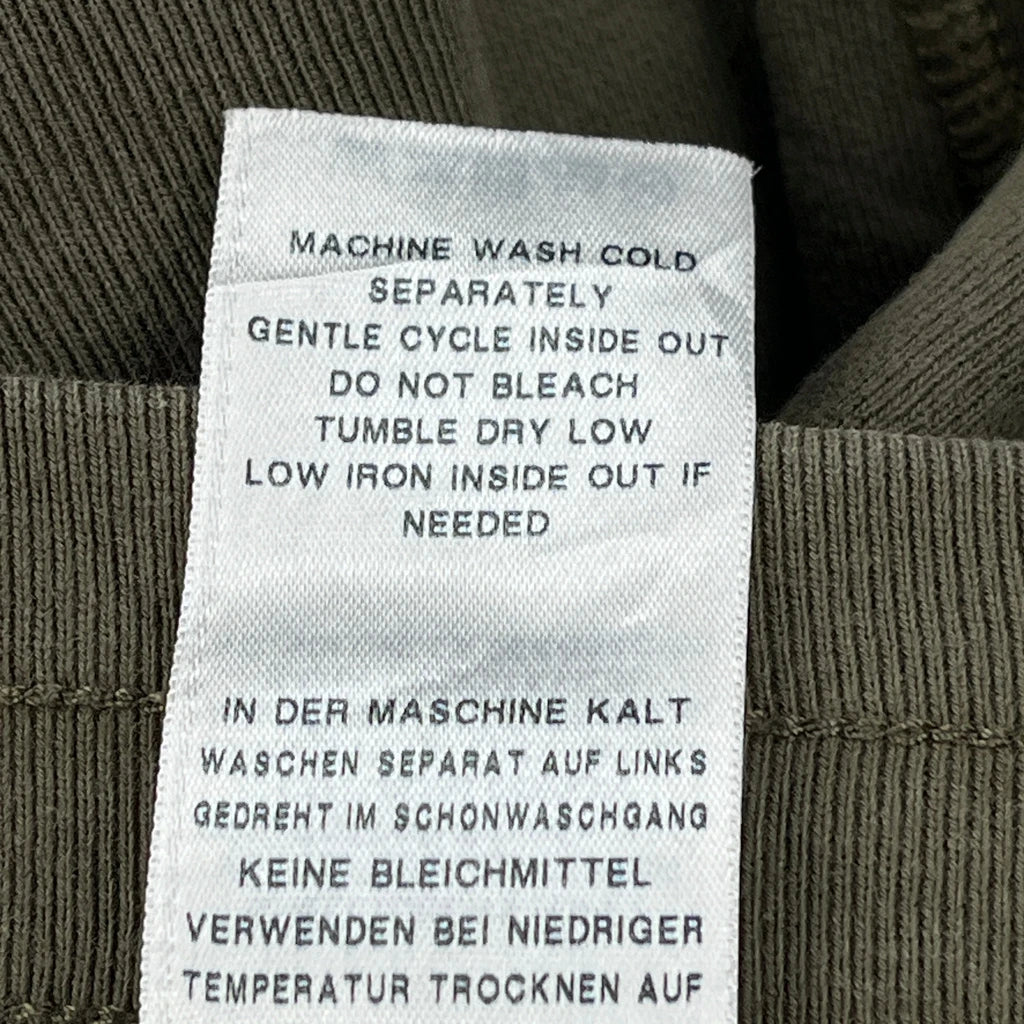 MACHINE WASH COLD
SEPARATELY
GENTLE CYCLE INSIDE OUT
DO NOT BLEACH
TUMBLE DRY LOW
LOW IRON INSIDE OUT IF
NEEDED
IN DER MASCHINE KALT
WASCHEN SEPARAT AUF LINKS
GEDREHT IM SCHONWASCHGANG
KEINE BLEICHMITTEL
VERWENDEN BEI NIEDRIGER
TEMPERATUR TROCKNEN AUF